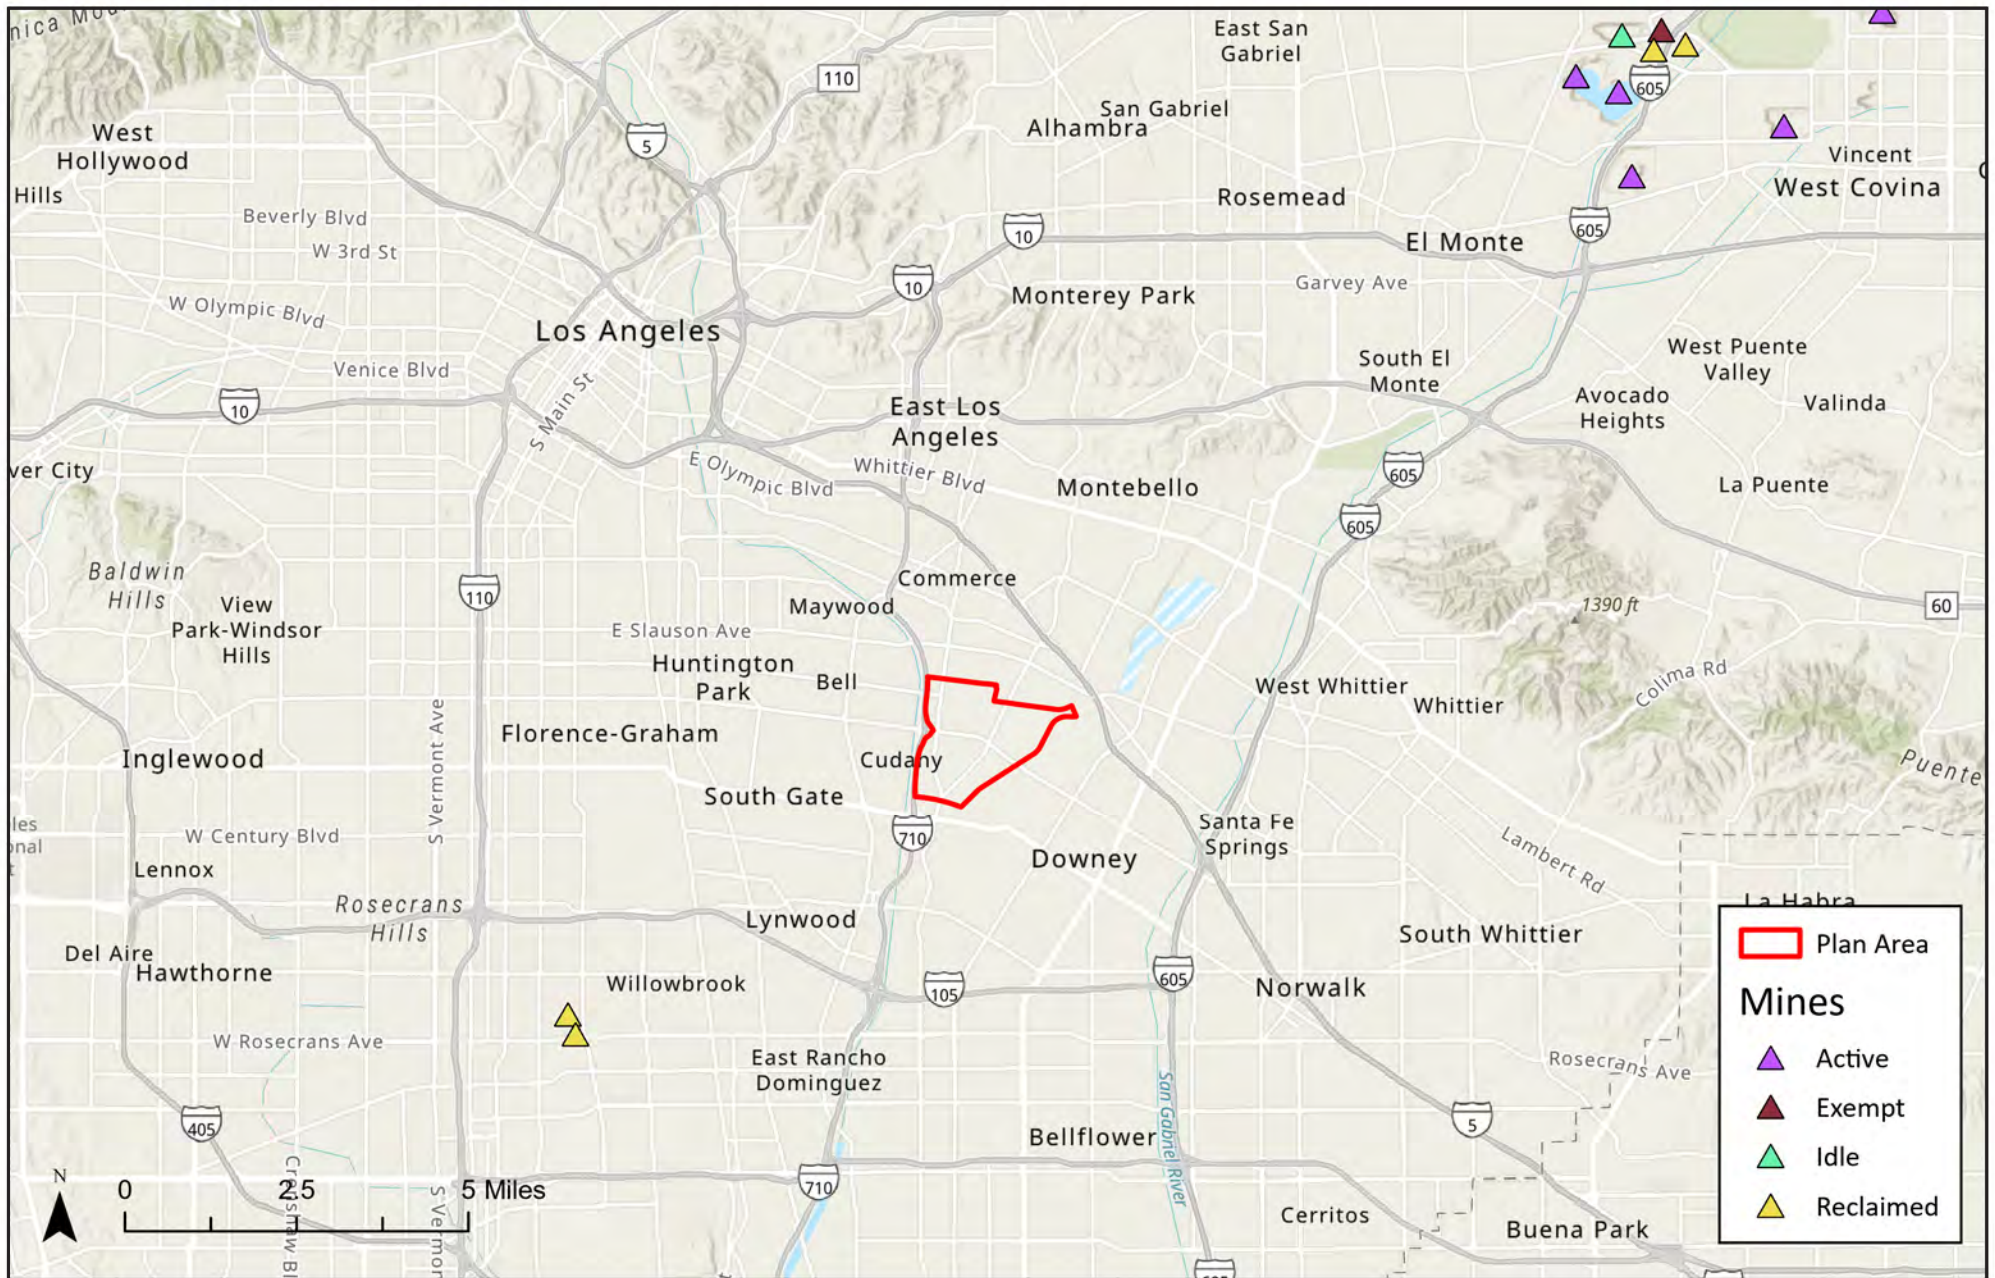 East San
Gabriel
110
605
San Gabriel
Alhambra
5
West
Hollywood
Vincent
West Covina
Hills
Rosemead
Beverly Blvd
W 3rd St
10
605
El Monte
10
Garvey Ave
Monterey Park
W Olympic Blvd
Los Angeles
South El
Monte
West Puente
Valley
Venice Blvd
10
S Main St
East Los
Angeles
Avocado
Heights
Valinda
ver City
E Olympic Blvd
Whittier Blvd
605
Montebello
La Puente
605
Baldwin
Hills
110
Commerce
View
Park-Windsor
Hills
Maywood
1390 ft
60
E Slauson Ave
Huntington
Park
Bell
West Whittier
Whittier
Colima Rd
S Vermont Ave
Florence-Graham
Inglewood
Cudahy
Puente
South Gate
W Century Blvd
710
Santa Fe
Springs
Lambert Rd
Downey
Lennox
Rosecrans
Hills
Lynwood
La Habra
South Whittier
Del Aire
Hawthorne
Willowbrook
105
605
Norwalk
W Rosecrans Ave
East Rancho
Dominguez
Rosecrans Ave
San Gabriel River
405
Bellflower
5
710
Cerritos
Buena Park
N
0 2.5 5 Miles
Plan Area
Mines
Active
Exempt
Idle
Reclaimed